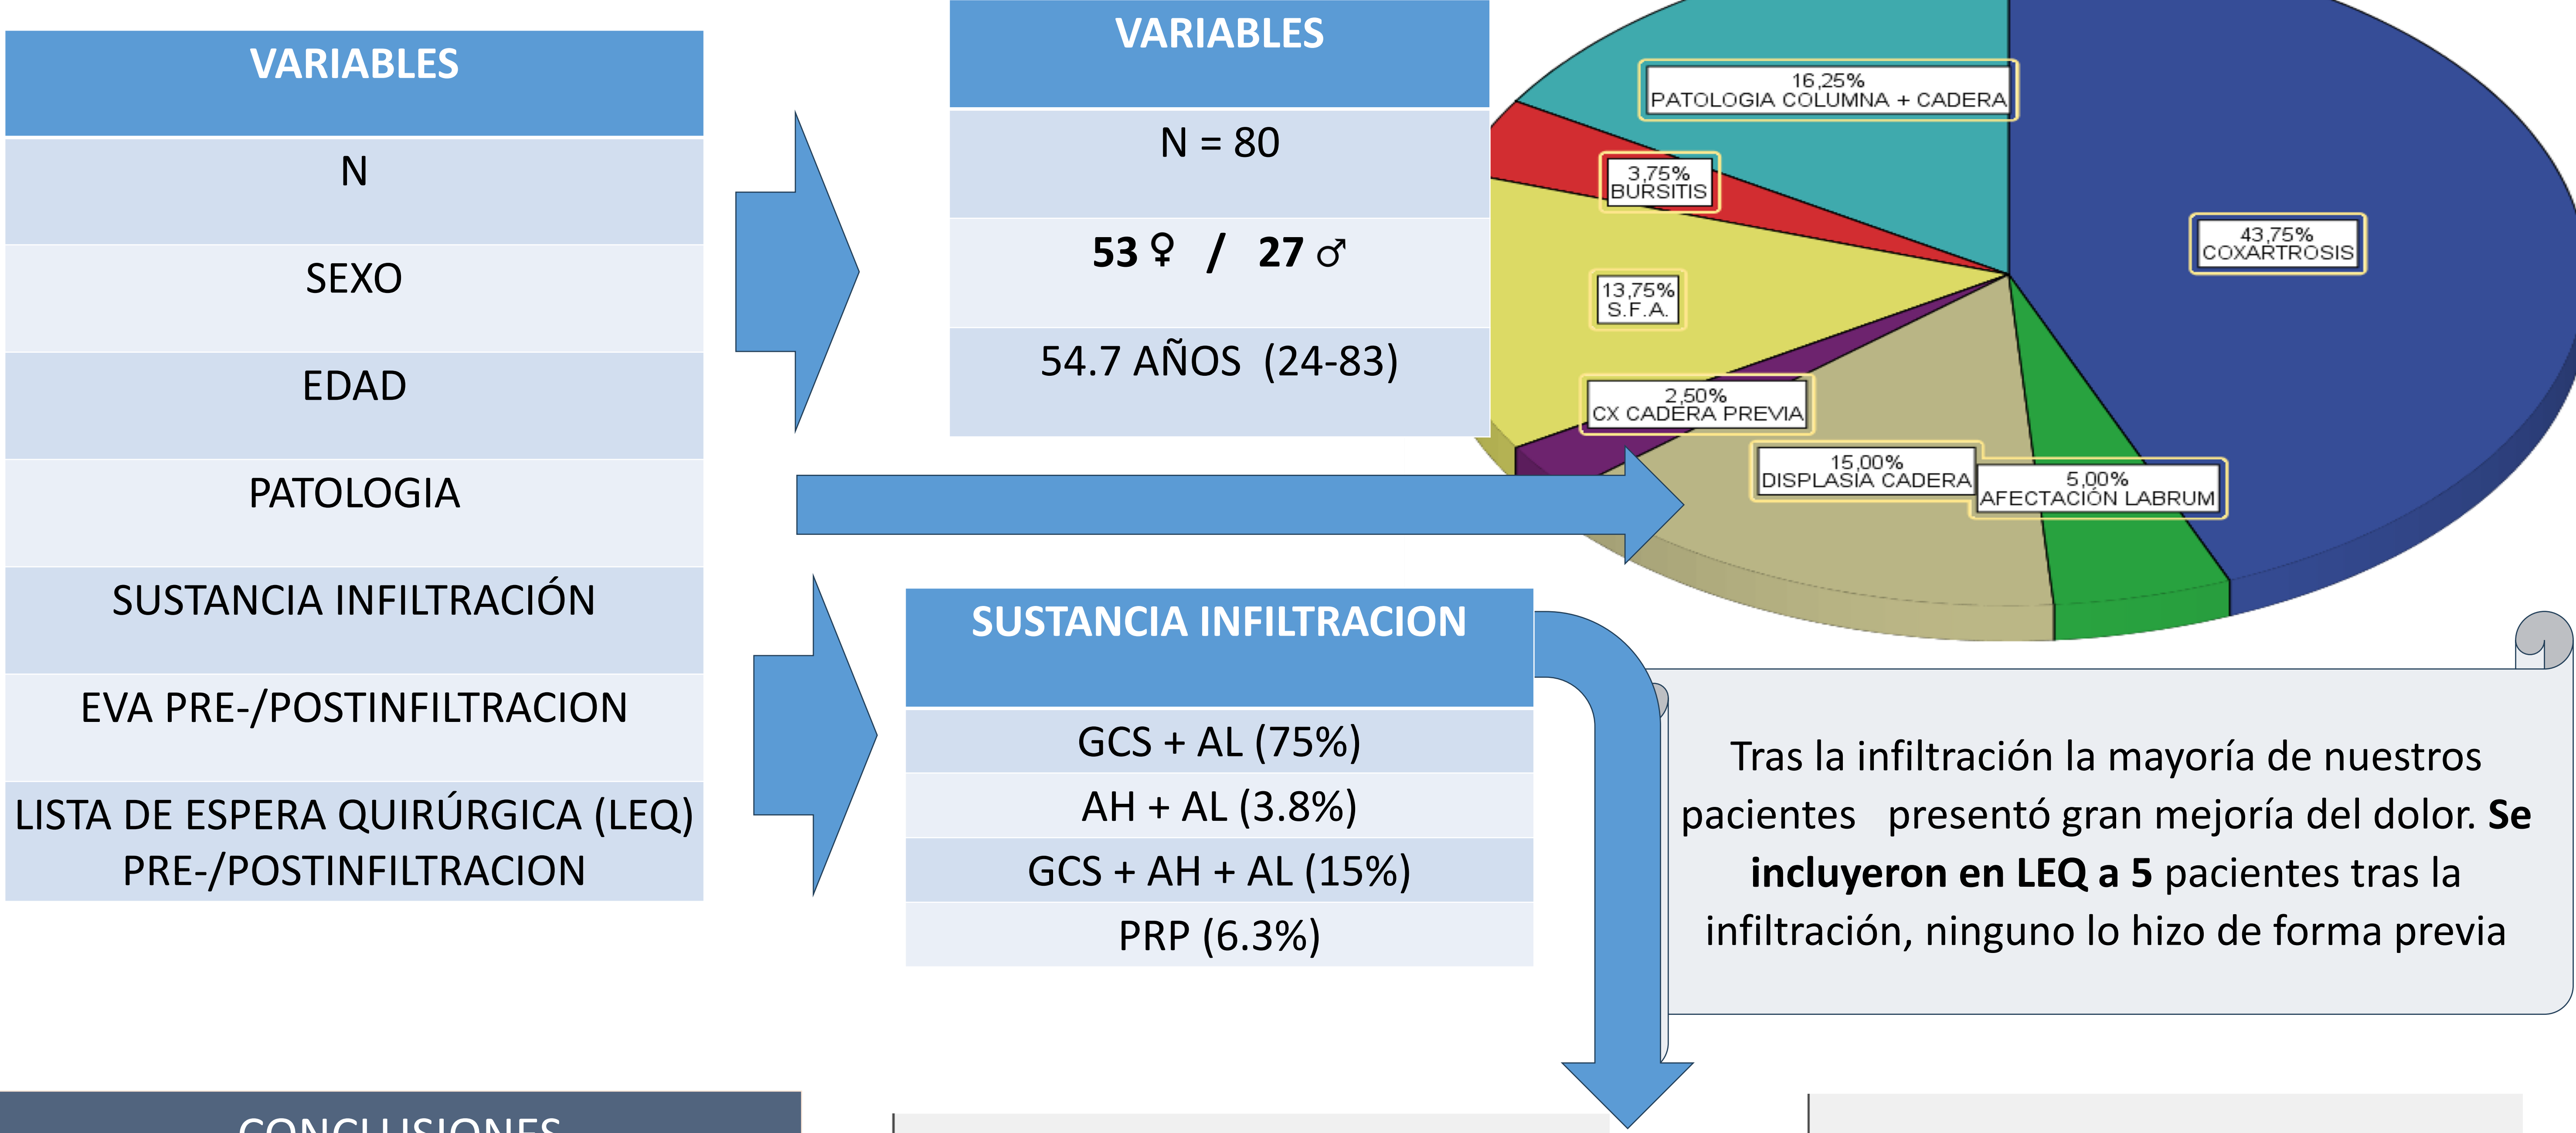 VARIABLES
N
SEXO
EDAD
PATOLOGIA
SUSTANCIA INFILTRACIÓN
EVA PRE-/POSTINFILTRACION
LISTA DE ESPERA QUIRÚRGICA (LEQ)
PRE-/POSTINFILTRACION
VARIABLES
N = 80
53 ♀ / 27 ♂
54.7 AÑOS (24-83)
16,25%
PATOLOGIA COLUMNA + CADERA
3,75%
BURSITIS
13,75%
S.F.A.
2,50%
CX CADERA PREVIA
15,00%
DISPLASIA CADERA
5,00%
AFECTACIÓN LABRUM
43,75%
COXARTROSIS
SUSTANCIA INFILTRACION
GCS + AL (75%)
AH + AL (3.8%)
GCS + AH + AL (15%)
PRP (6.3%)
Tras la infiltración la mayoría de nuestros
pacientes presentó gran mejoría del dolor. Se
incluyeron en LEQ a 5 pacientes tras la
infiltración, ninguno lo hizo de forma previa
CONCLUSIONES